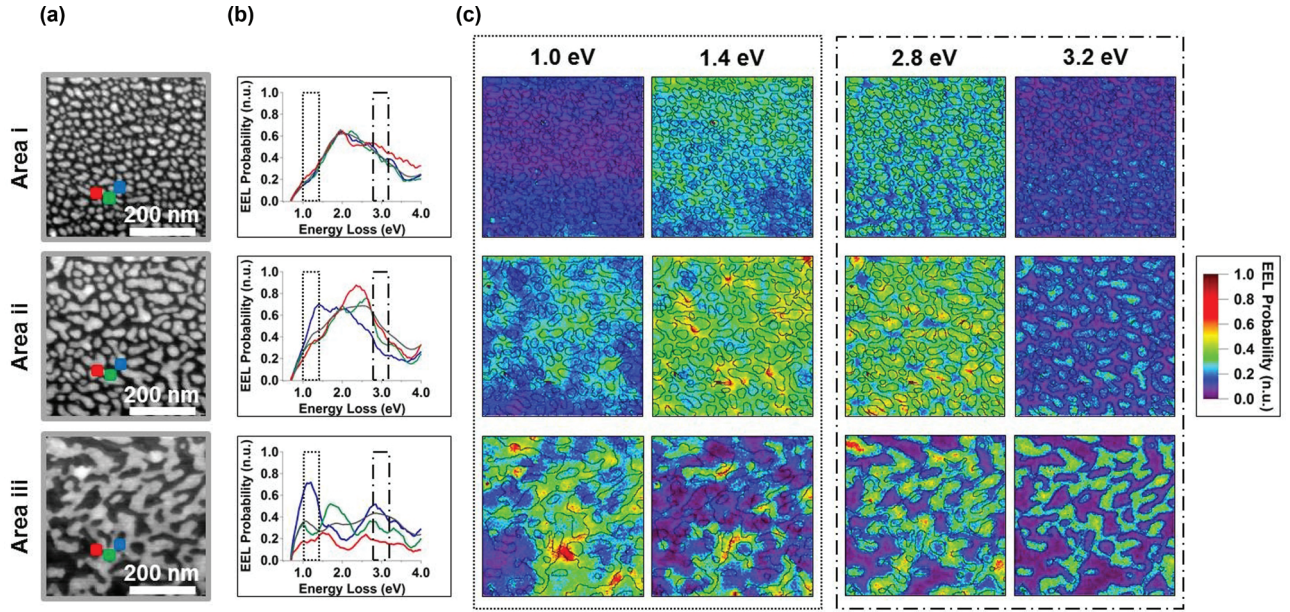 (a)
(b)
(c)
1.0 eV
1.4 eV
2.8 eV
3.2 eV
Area i
200 nm
EEL Probability (n.u.)
1.0
0.8
0.6
0.4
0.2
0.0
1.0 2.0 3.0 4.0
Energy Loss (eV)
Area ii
200 nm
EEL Probability (n.u.)
1.0
0.8
0.6
0.4
0.2
0.0
1.0 2.0 3.0 4.0
Energy Loss (eV)
1.0
0.8
0.6
0.4
0.2
0.0
EEL Probability (n.u.)
Area iii
200 nm
EEL Probability (n.u.)
1.0
0.8
0.6
0.4
0.2
0.0
1.0 2.0 3.0 4.0
Energy Loss (eV)